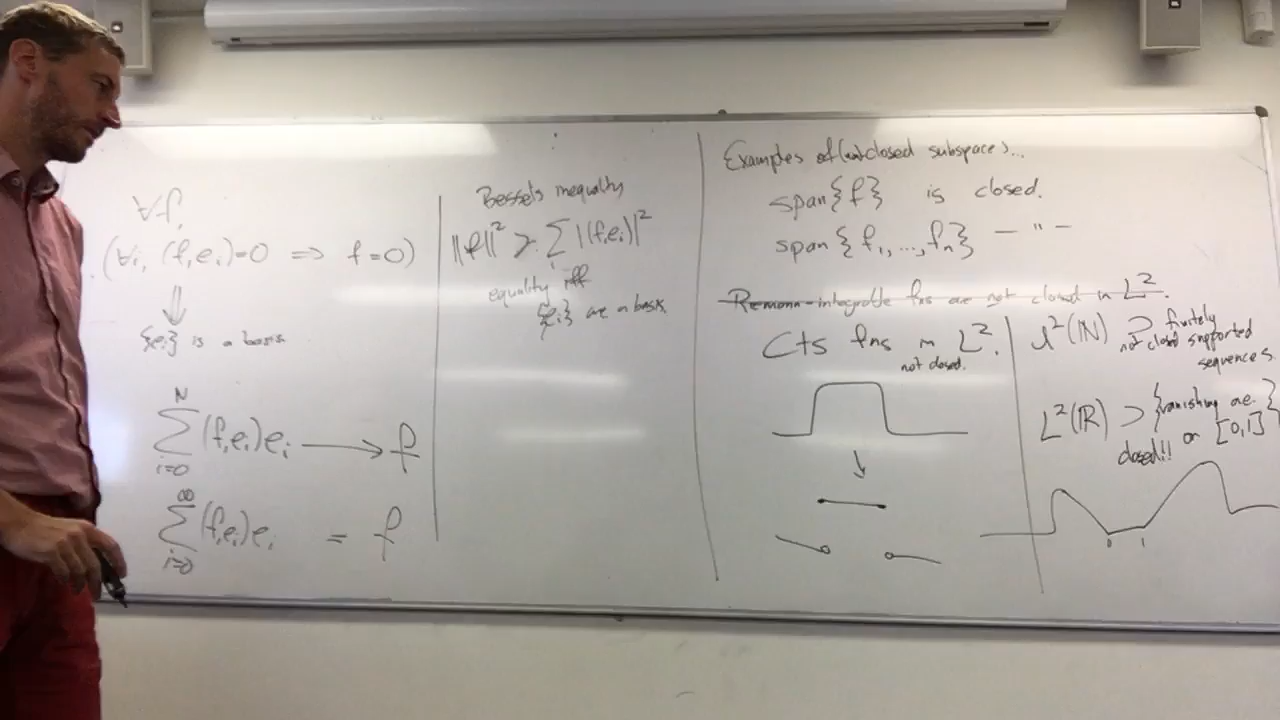 ∀f,
(∀i, (f,ei)=0 ⇒ f=0)
⇓
{ei} is a basis
N
∑ (f,ei)ei ⟶ f
i=0
∞
∑ (f,ei)ei = f
i=0
Bessels inequality
||f||² ≥ ∑ |(f,ei)|²
i
equality iff
{ei} are a basis
Examples of (un)closed subspaces...
span{f} is closed.
span{f1,...,fn} — " —
Riemann-integrable fns are not closed in L².
Cts fns in L².
not closed.
ℓ²(ℕ) ⊃ finitely
not closed supported
sequences.
L²(ℝ) ⊃ {vanishing a.e.
on [0,1]}
closed!!
0 1